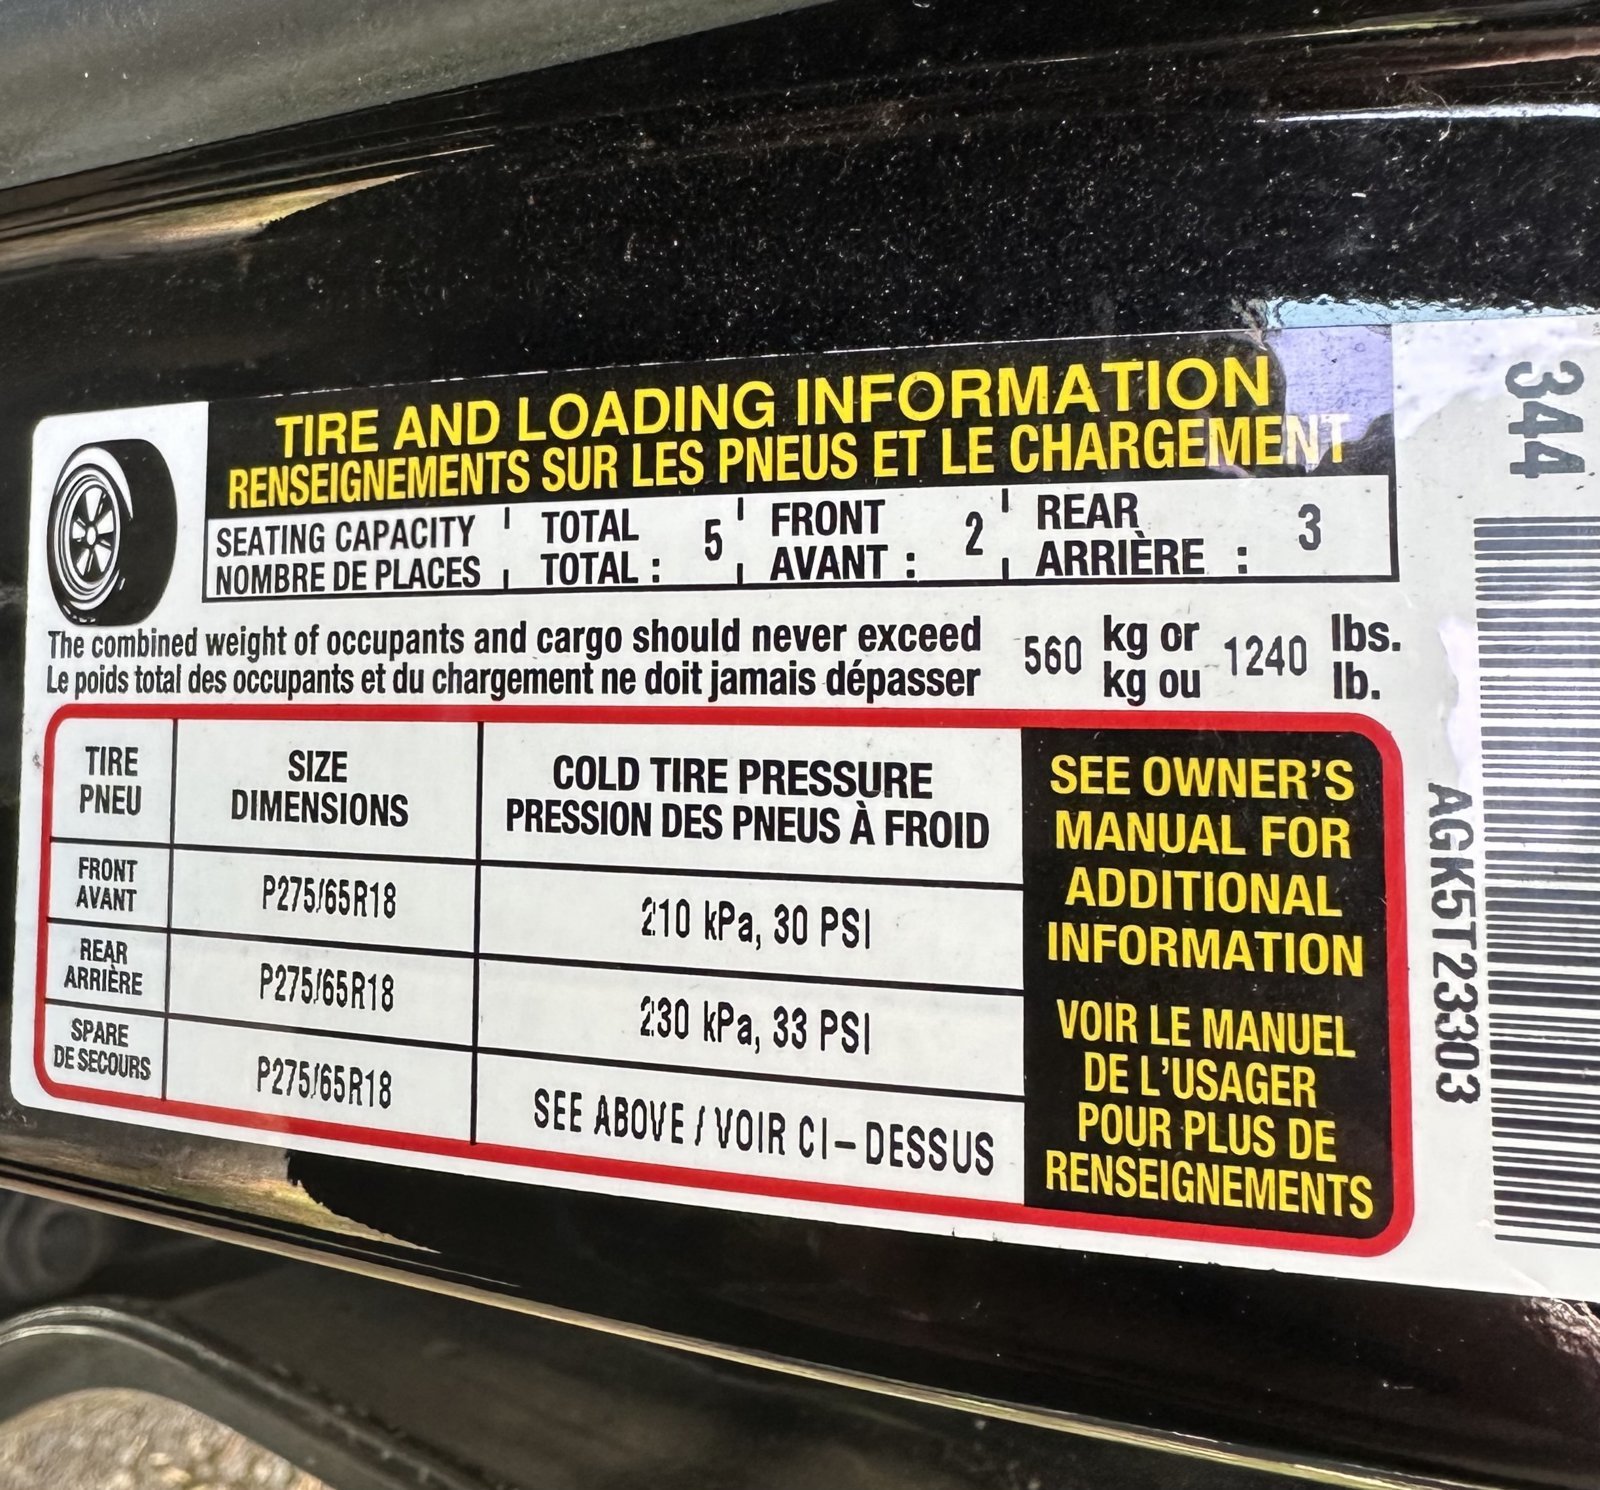 TIRE AND LOADING INFORMATION
RENSEIGNEMENTS SUR LES PNEUS ET LE CHARGEMENT
SEATING CAPACITY TOTAL 5 FRONT 2 REAR 3
NOMBRE DE PLACES TOTAL : AVANT : ARRIÈRE :
The combined weight of occupants and cargo should never exceed 560 kg or 1240 lbs.
Le poids total des occupants et du chargement ne doit jamais dépasser kg ou lb.
TIRE SIZE COLD TIRE PRESSURE
PNEU DIMENSIONS PRESSION DES PNEUS À FROID
FRONT
AVANT P275/65R18 210 kPa, 30 PSI
REAR
ARRIÈRE P275/65R18 230 kPa, 33 PSI
SPARE
DE SECOURS P275/65R18 SEE ABOVE / VOIR CI-DESSUS
SEE OWNER'S
MANUAL FOR
ADDITIONAL
INFORMATION
VOIR LE MANUEL
DE L'USAGER
POUR PLUS DE
RENSEIGNEMENTS
344
AGK5T23303